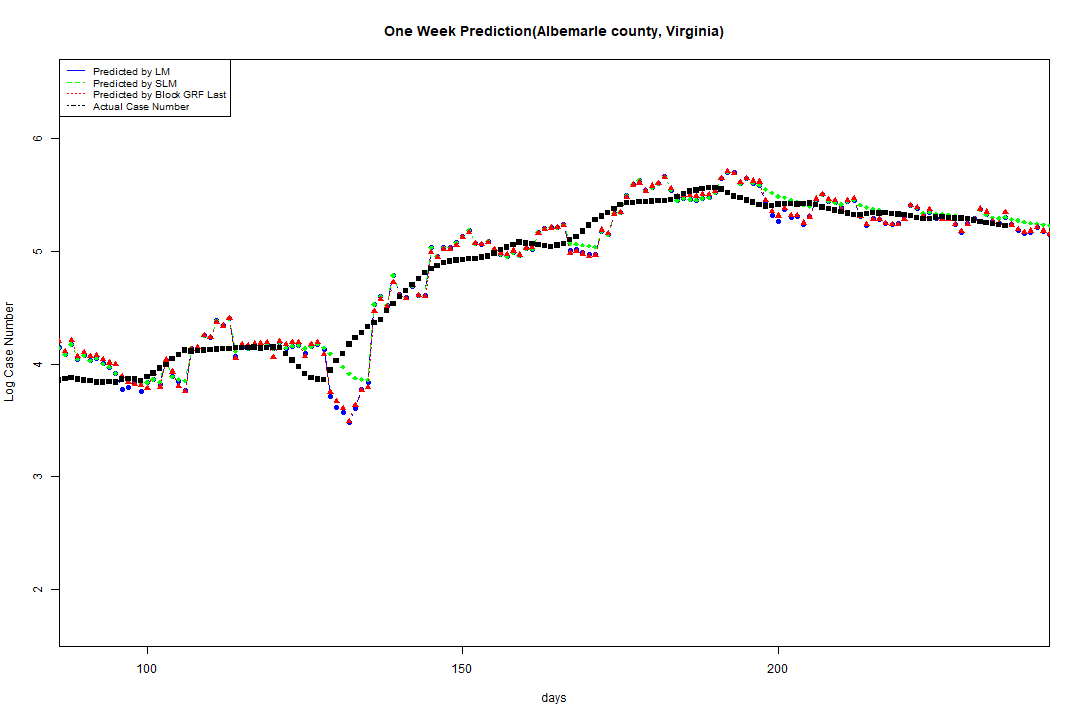 One Week Prediction(Albemarle county, Virginia)
Predicted by LM
Predicted by SLM
Predicted by Block GRF Last
Actual Case Number
Log Case Number
6
5
4
3
2
100
150
200
days